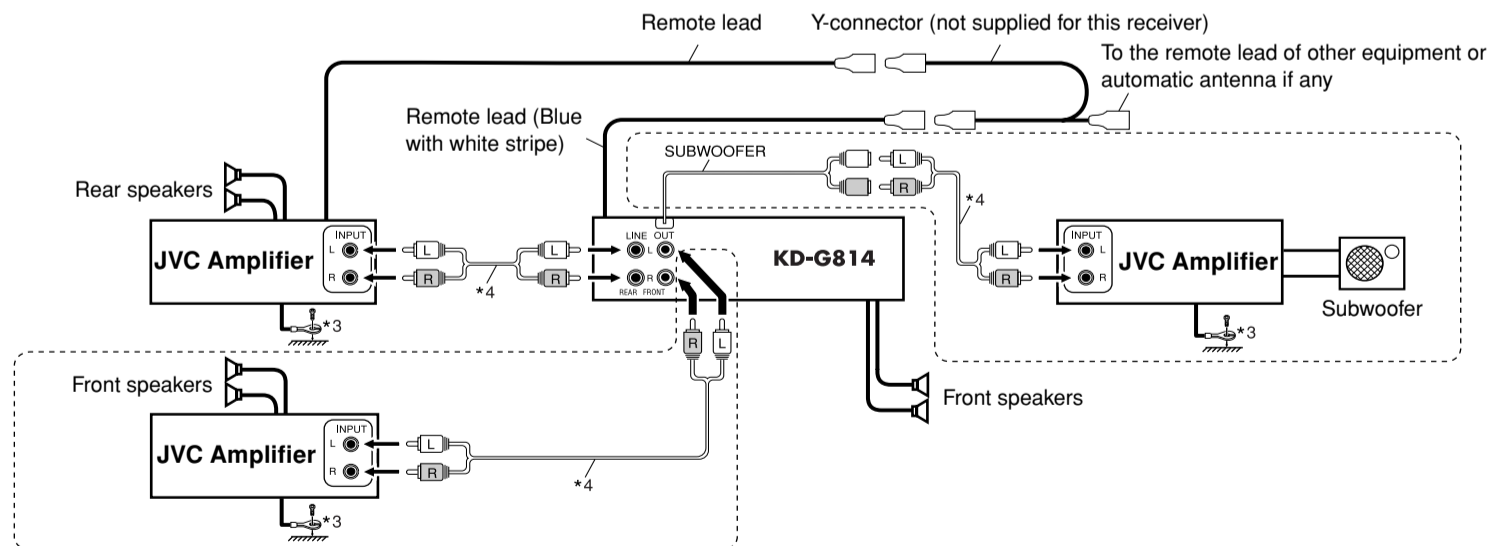 Remote lead
Y-connector (not supplied for this receiver)
To the remote lead of other equipment or
automatic antenna if any
Remote lead (Blue
with white stripe)
SUBWOOFER
L
R
*4
Rear speakers
INPUT
L
R
JVC Amplifier
L
R
*4
L
R
LINE OUT
L
R
REAR FRONT
KD-G814
L
R
INPUT
L
R
JVC Amplifier
Subwoofer
*3
*3
R
L
Front speakers
Front speakers
INPUT
L
R
JVC Amplifier
L
R
*4
*3